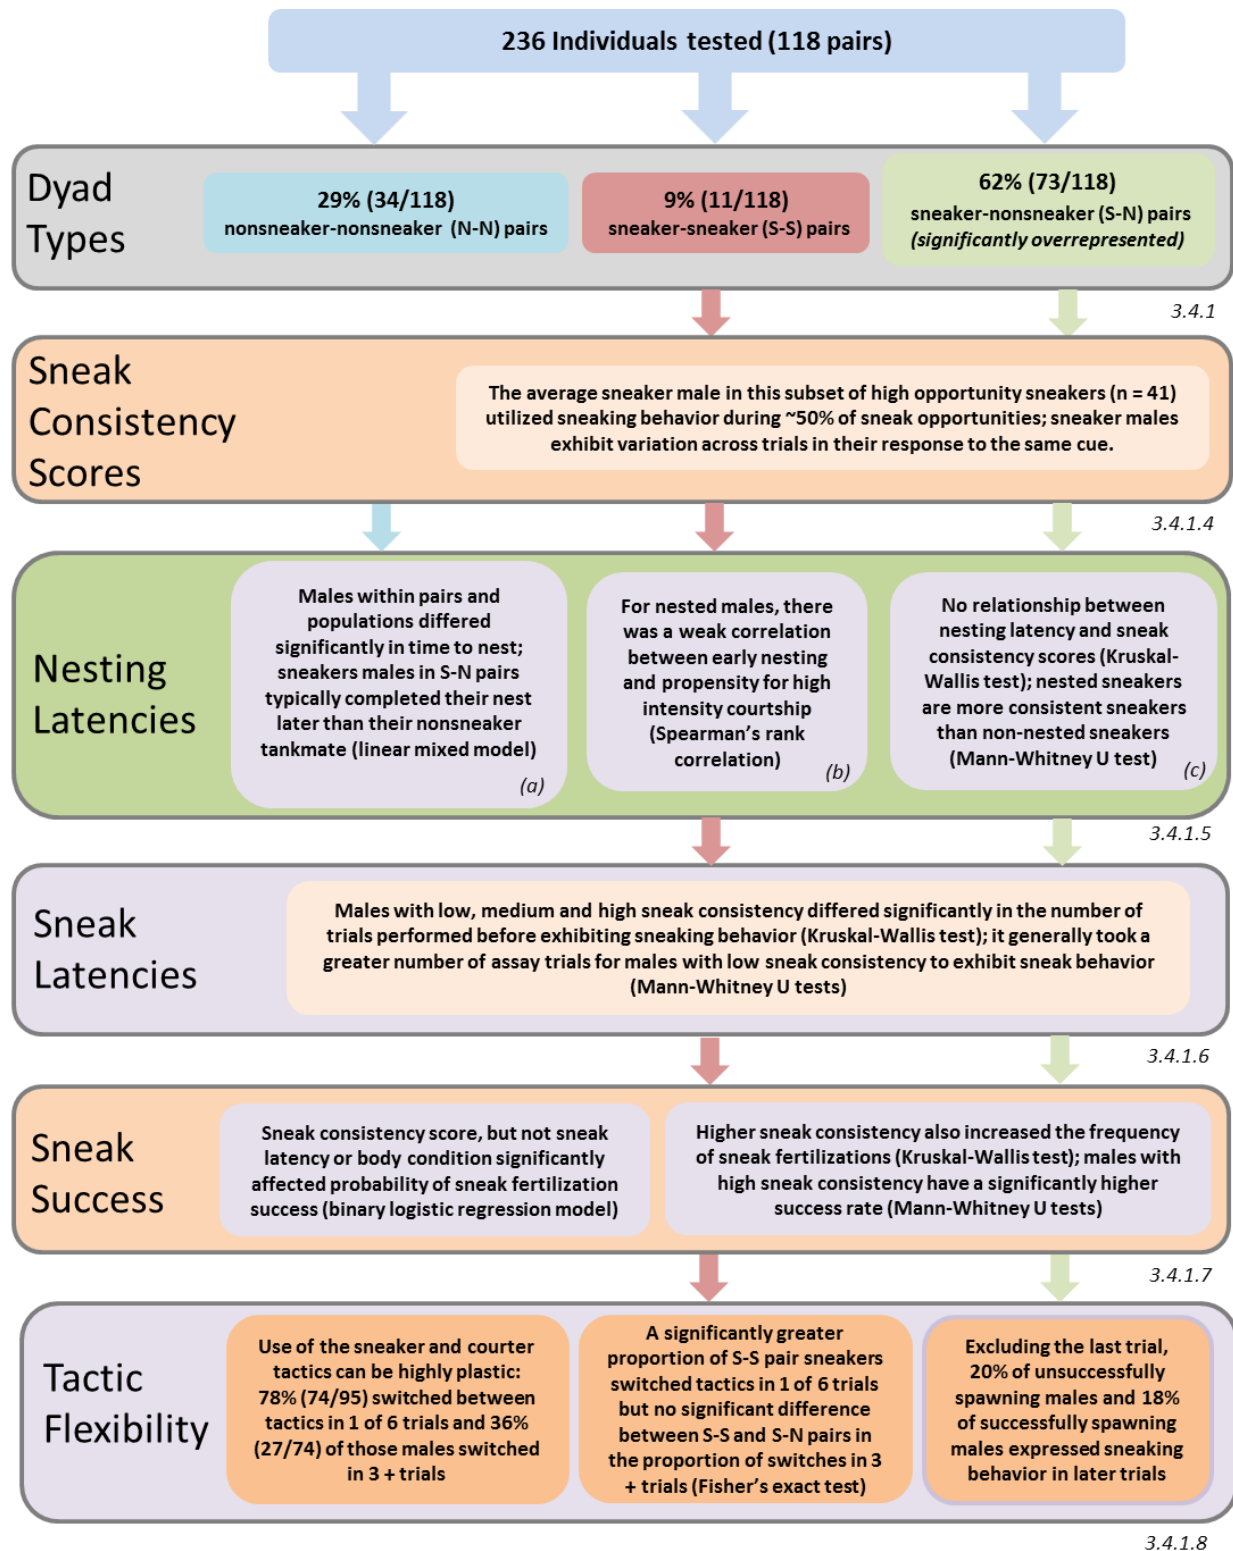 236 Individuals tested (118 pairs)
Dyad
Types
29% (34/118)
nonsneaker-nonsneaker (N-N) pairs
9% (11/118)
sneaker-sneaker (S-S) pairs
62% (73/118)
sneaker-nonsneaker (S-N) pairs
(significantly overrepresented)
3.4.1
Sneak
Consistency
Scores
The average sneaker male in this subset of high opportunity sneakers (n = 41)
utilized sneaking behavior during ~50% of sneak opportunities; sneaker males
exhibit variation across trials in their response to the same cue.
3.4.1.4
Nesting
Latencies
Males within pairs and
populations differed
significantly in time to nest;
sneakers males in S-N pairs
typically completed their nest
later than their nonsneaker
tankmate (linear mixed model)
(a)
For nested males, there
was a weak correlation
between early nesting
and propensity for high
intensity courtship
(Spearman's rank
correlation)
(b)
No relationship between
nesting latency and sneak
consistency scores (Kruskal-
Wallis test); nested sneakers
are more consistent sneakers
than non-nested sneakers
(Mann-Whitney U test)
(c)
3.4.1.5
Sneak
Latencies
Males with low, medium and high sneak consistency differed significantly in the number of
trials performed before exhibiting sneaking behavior (Kruskal-Wallis test); it generally took a
greater number of assay trials for males with low sneak consistency to exhibit sneak behavior
(Mann-Whitney U tests)
3.4.1.6
Sneak
Success
Sneak consistency score, but not sneak
latency or body condition significantly
affected probability of sneak fertilization
success (binary logistic regression model)
Higher sneak consistency also increased the frequency
of sneak fertilizations (Kruskal-Wallis test); males with
high sneak consistency have a significantly higher
success rate (Mann-Whitney U tests)
3.4.1.7
Tactic
Flexibility
Use of the sneaker and courter
tactics can be highly plastic:
78% (74/95) switched between
tactics in 1 of 6 trials and 36%
(27/74) of those males switched
in 3 + trials
A significantly greater
proportion of S-S pair sneakers
switched tactics in 1 of 6 trials
but no significant difference
between S-S and S-N pairs in
the proportion of switches in 3
+ trials (Fisher's exact test)
Excluding the last trial,
20% of unsuccessfully
spawning males and 18%
of successfully spawning
males expressed sneaking
behavior in later trials
3.4.1.8